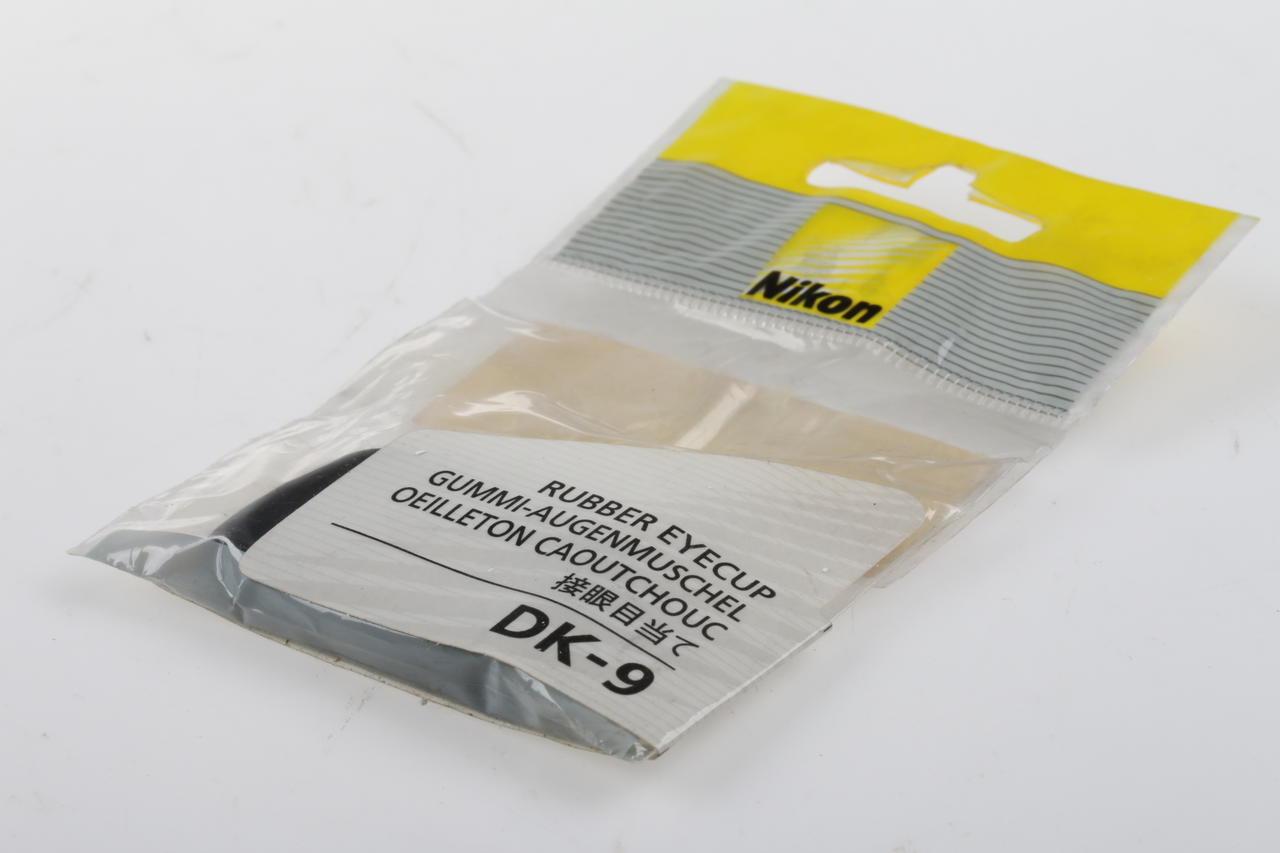 Nikon
RUBBER EYECUP
GUMMI-AUGENMUSCHEL
OEILLETON CAOUTCHOUC
接眼目当て
DK-9